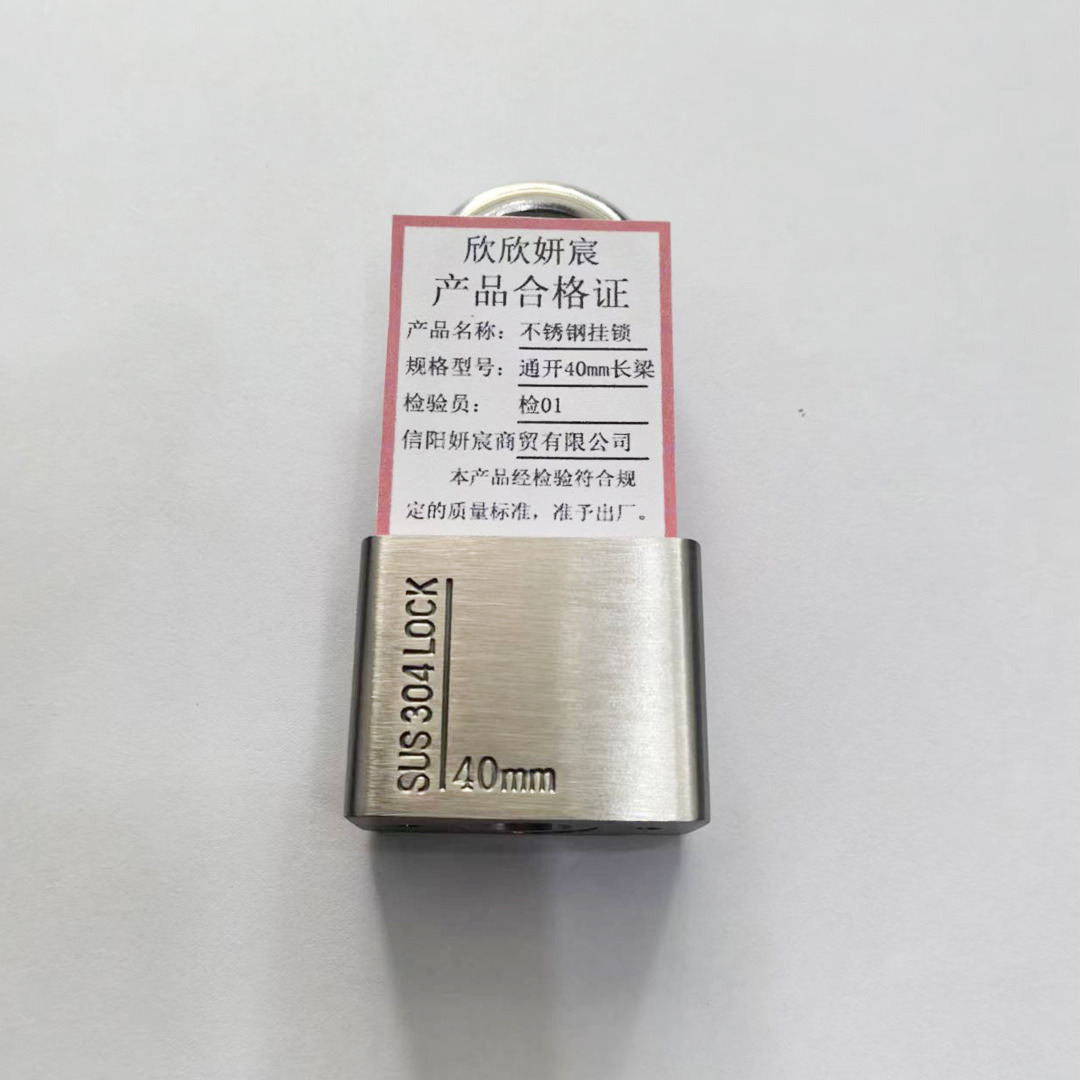 欣欣妍宸
产品合格证
产品名称：不锈钢挂锁
规格型号：通开40mm长梁
检验员：检01
信阳妍宸商贸有限公司
本产品经检验符合规
定的质量标准，准予出厂。
SUS 304 LOCK
40mm